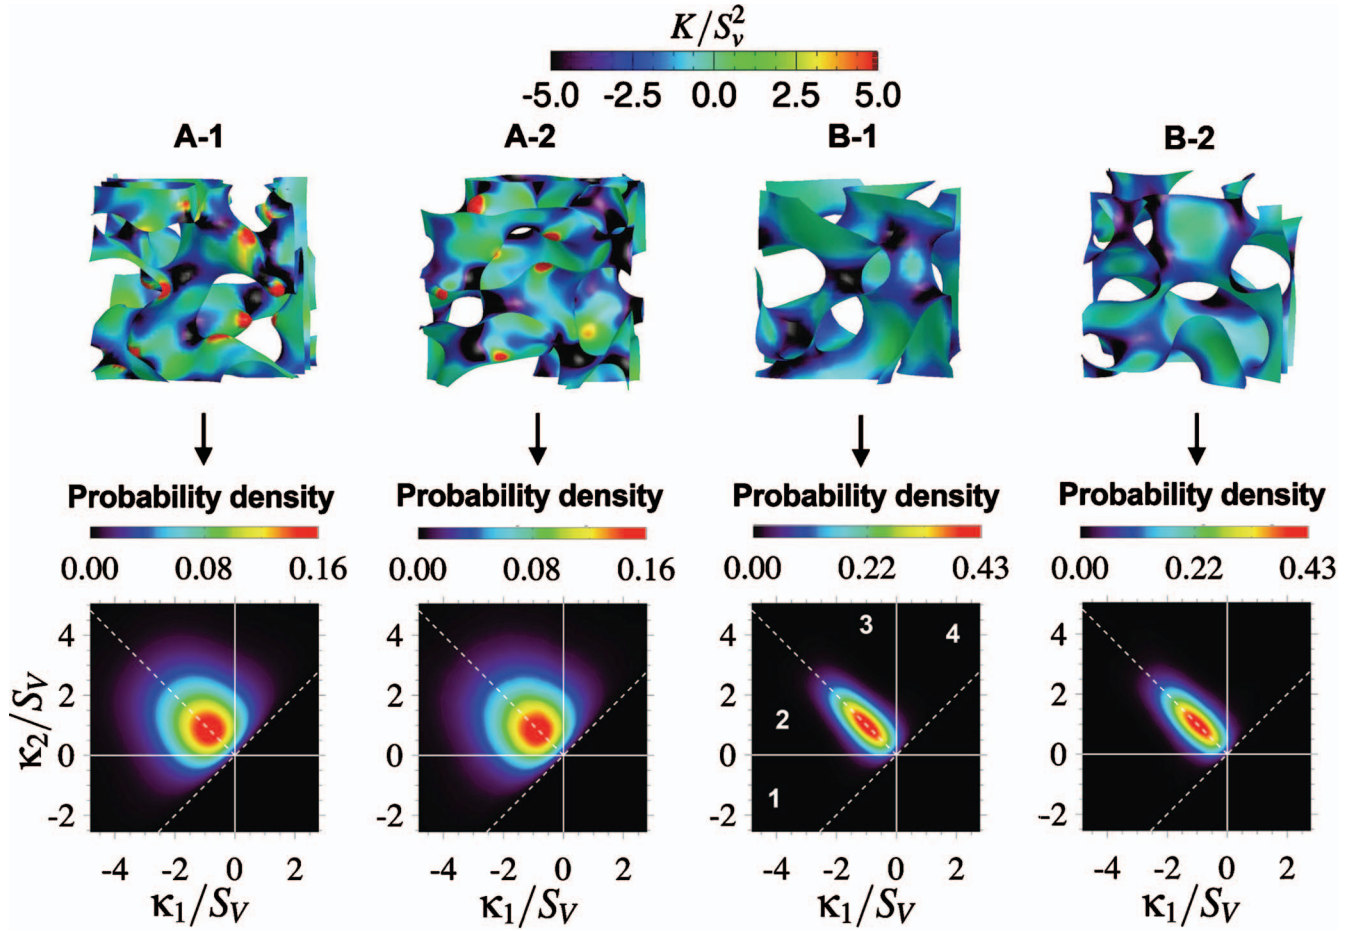 K/S_v^2
-5.0 -2.5 0.0 2.5 5.0
A-1 A-2 B-1 B-2
Probability density Probability density Probability density Probability density
0.00 0.08 0.16 0.00 0.08 0.16 0.00 0.22 0.43 0.00 0.22 0.43
κ2/SV
4 2 0 -2
4 2 0 -2
4 2 0 -2
3 4
2
1
4 2 0 -2
-4 -2 0 2 -4 -2 0 2 -4 -2 0 2 -4 -2 0 2
κ1/SV κ1/SV κ1/SV κ1/SV